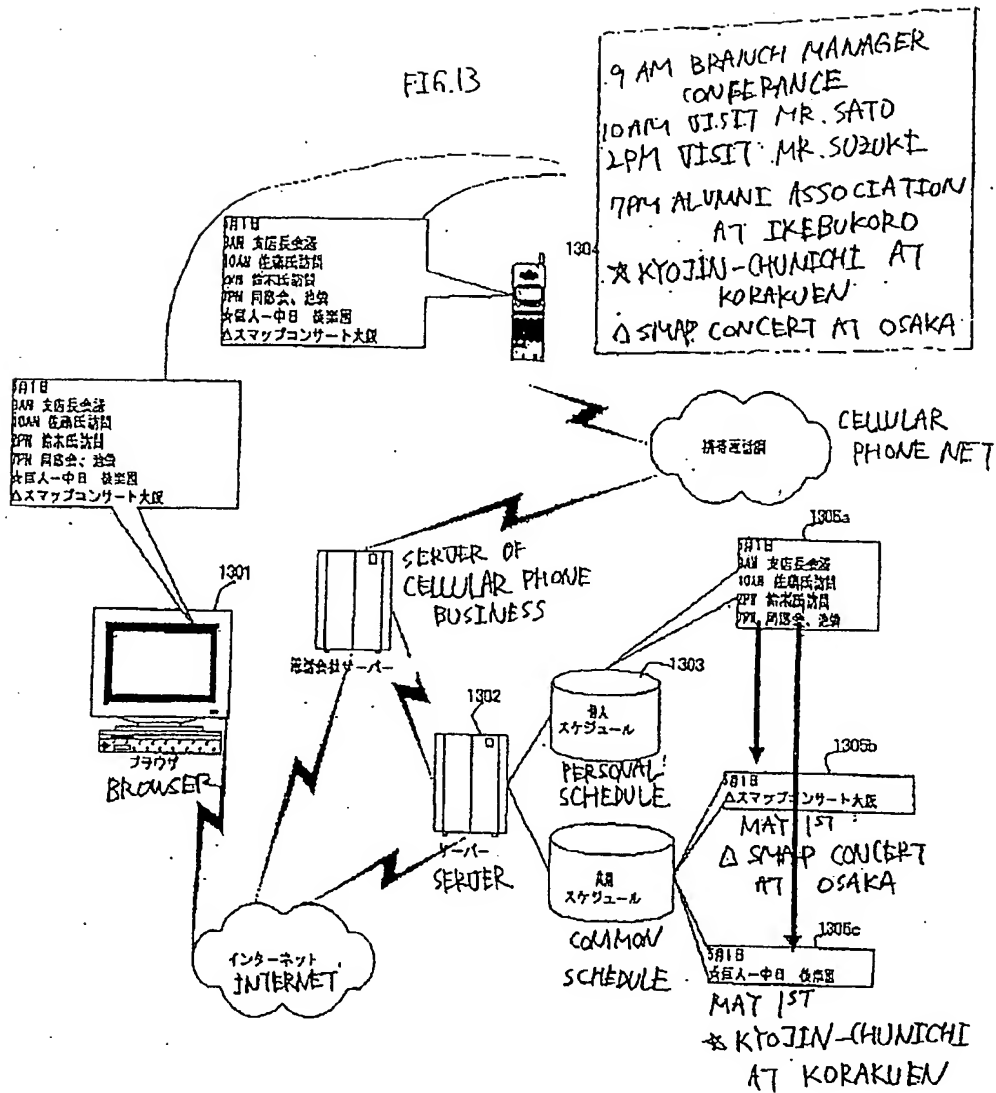 FIG.13
9 AM BRANCH MANAGER
CONFERANCE
10AM VISIT MR. SATO
2PM VISIT MR. SUZUKI
7PM ALUMNI ASSOCIATION
AT IKEBUKORO
☆ KYOJIN-CHUNICHI AT
KORAKUEN
△ SMAP CONCERT AT OSAKA
1304
5月1日
9AM 支店長会議
10AM 佐藤氏訪問
2PM 鈴木氏訪問
7PM 同窓会、池袋
☆巨人ー中日 後楽園
△スマップコンサート大阪
5月1日
9AM 支店長会議
10AM 佐藤氏訪問
2PM 鈴木氏訪問
7PM 同窓会、池袋
☆巨人ー中日 後楽園
△スマップコンサート大阪
携帯電話網
CELLULAR
PHONE NET
1301
ブラウザ
BROWSER
SERVER OF
CELLULAR PHONE
BUSINESS
電話会社サーバー
1302
サーバー
SERVER
1303
個人
スケジュール
PERSONAL
SCHEDULE
共用
スケジュール
COMMON
SCHEDULE
1305a
5月1日
9AM 支店長会議
10AM 佐藤氏訪問
2PM 鈴木氏訪問
7PM 同窓会、池袋
1305b
5月1日
△スマップコンサート大阪
MAY 1ST
△ SMAP CONCERT
AT OSAKA
1305c
5月1日
☆巨人ー中日 後楽園
MAY 1ST
☆ KYOJIN-CHUNICHI
AT KORAKUEN
インターネット
INTERNET